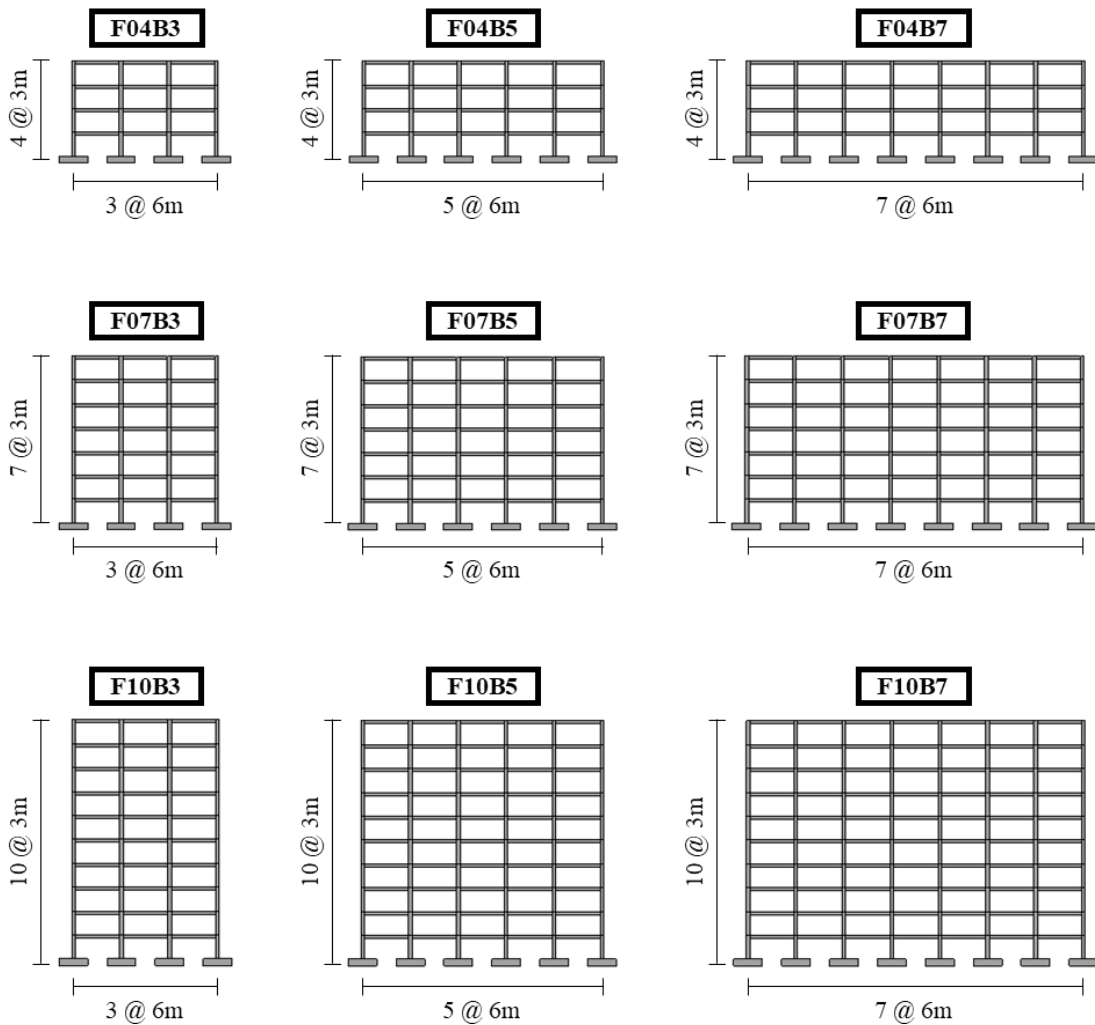 F04B3
F04B5
F04B7
4 @ 3m
4 @ 3m
4 @ 3m
3 @ 6m
5 @ 6m
7 @ 6m
F07B3
F07B5
F07B7
7 @ 3m
7 @ 3m
7 @ 3m
3 @ 6m
5 @ 6m
7 @ 6m
F10B3
F10B5
F10B7
10 @ 3m
10 @ 3m
10 @ 3m
3 @ 6m
5 @ 6m
7 @ 6m